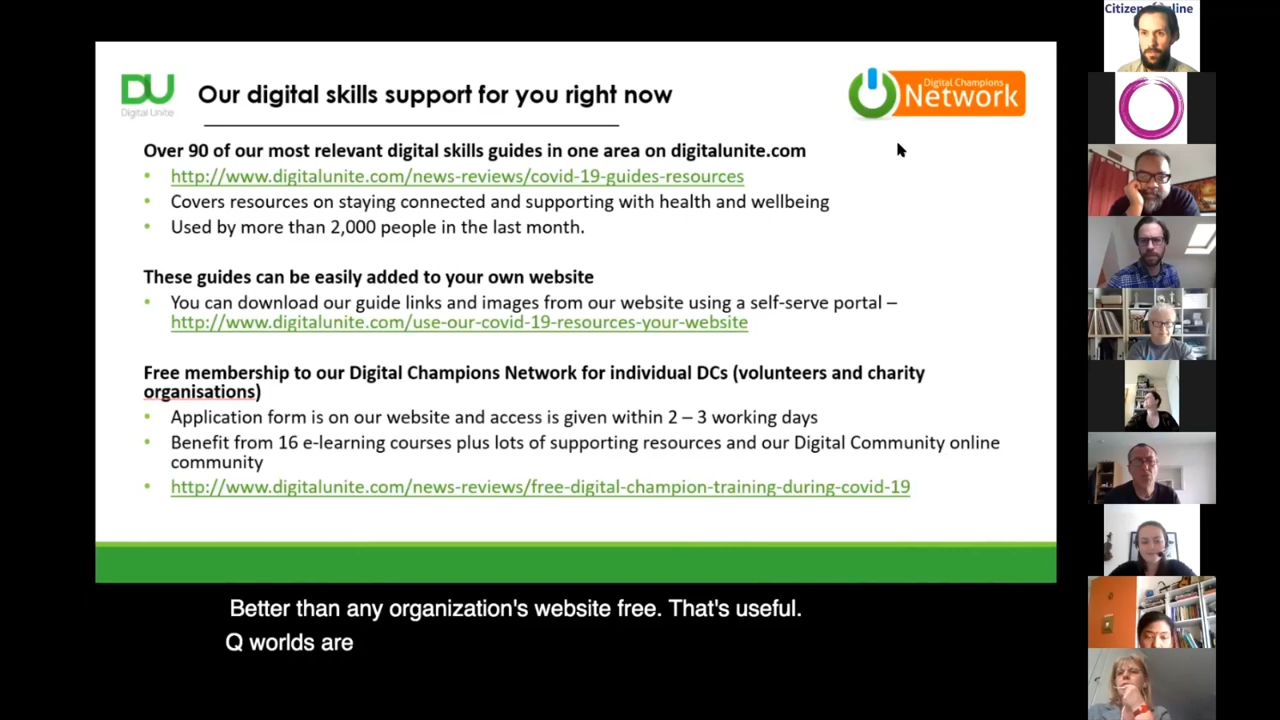 Citizens Online
DU
Digital Unite
Our digital skills support for you right now
Digital Champions
Network
Over 90 of our most relevant digital skills guides in one area on digitalunite.com
• http://www.digitalunite.com/news-reviews/covid-19-guides-resources
• Covers resources on staying connected and supporting with health and wellbeing
• Used by more than 2,000 people in the last month.
These guides can be easily added to your own website
• You can download our guide links and images from our website using a self-serve portal –
http://www.digitalunite.com/use-our-covid-19-resources-your-website
Free membership to our Digital Champions Network for individual DCs (volunteers and charity
organisations)
• Application form is on our website and access is given within 2 – 3 working days
• Benefit from 16 e-learning courses plus lots of supporting resources and our Digital Community online
community
• http://www.digitalunite.com/news-reviews/free-digital-champion-training-during-covid-19
Better than any organization's website free. That's useful.
Q worlds are